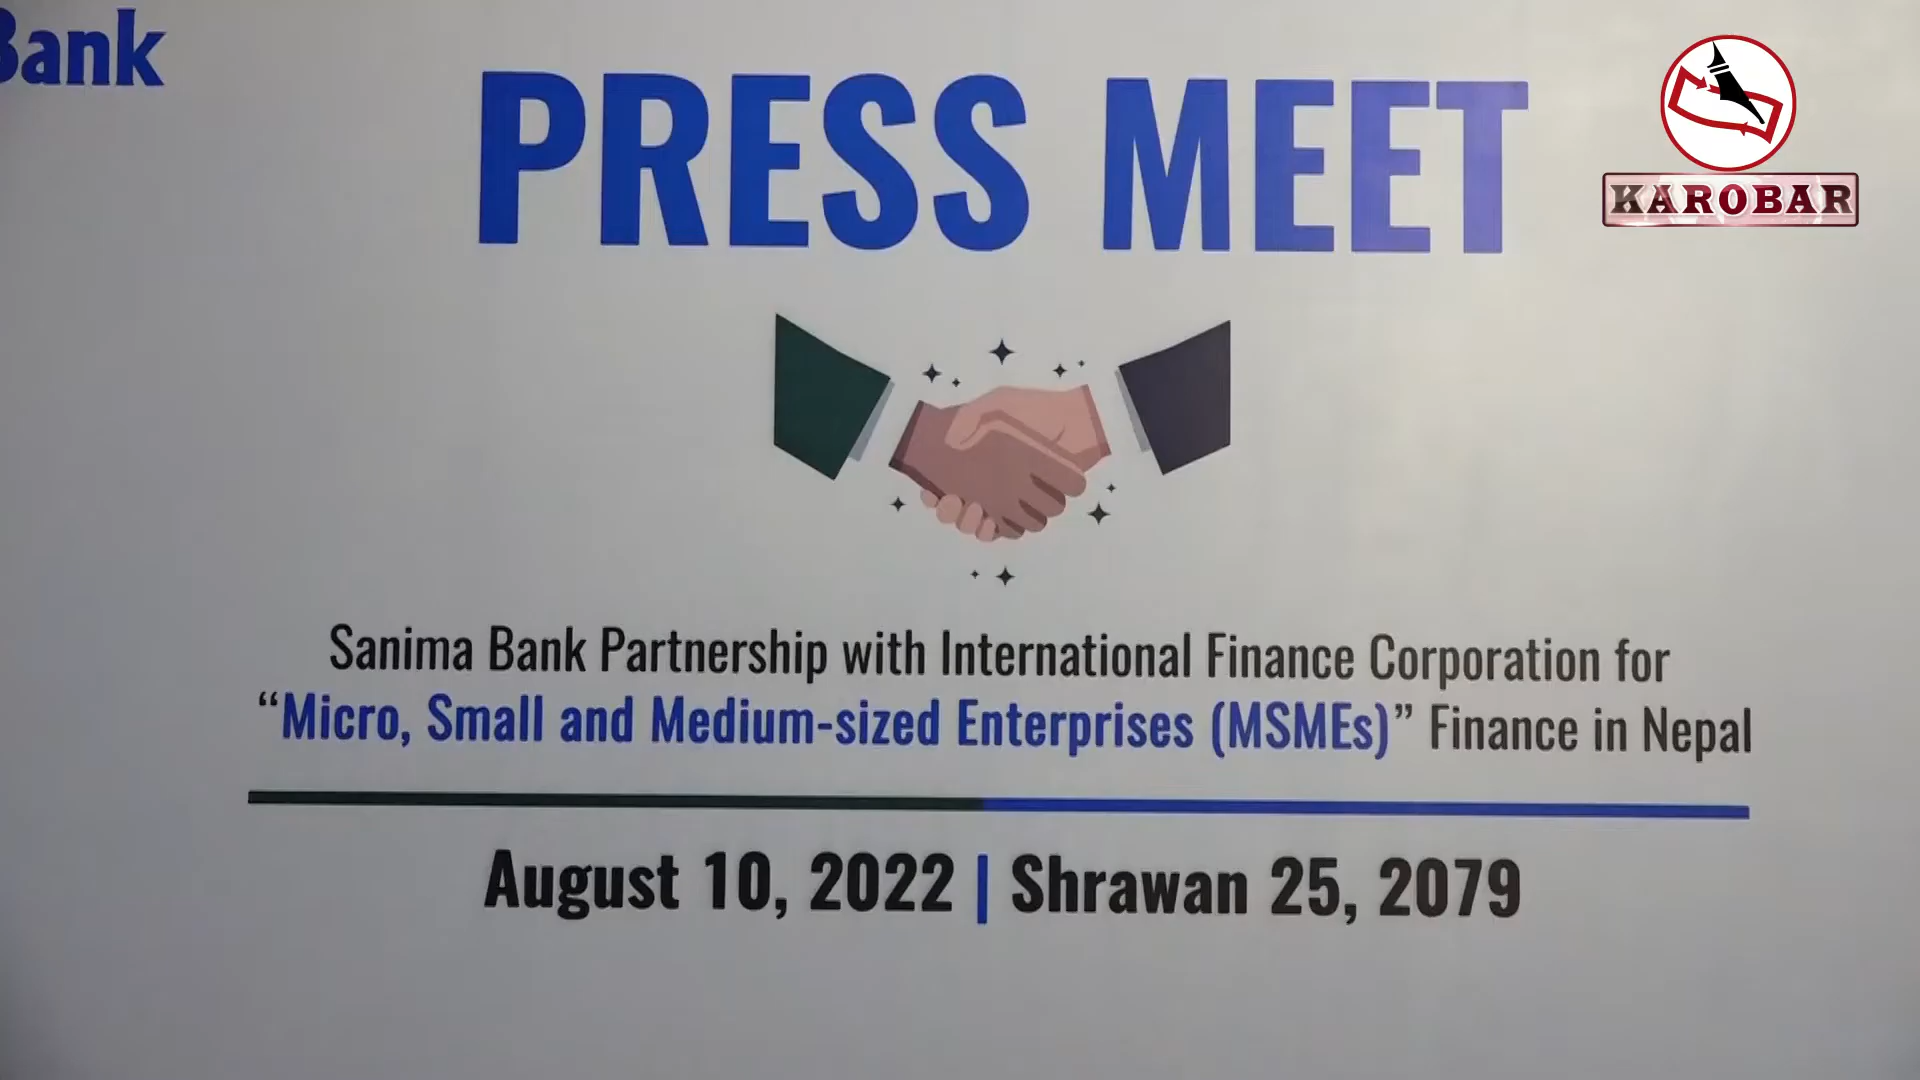 Bank
PRESS MEET
KAROBAR
Sanima Bank Partnership with International Finance Corporation for
“Micro, Small and Medium-sized Enterprises (MSMEs)” Finance in Nepal
August 10, 2022 | Shrawan 25, 2079